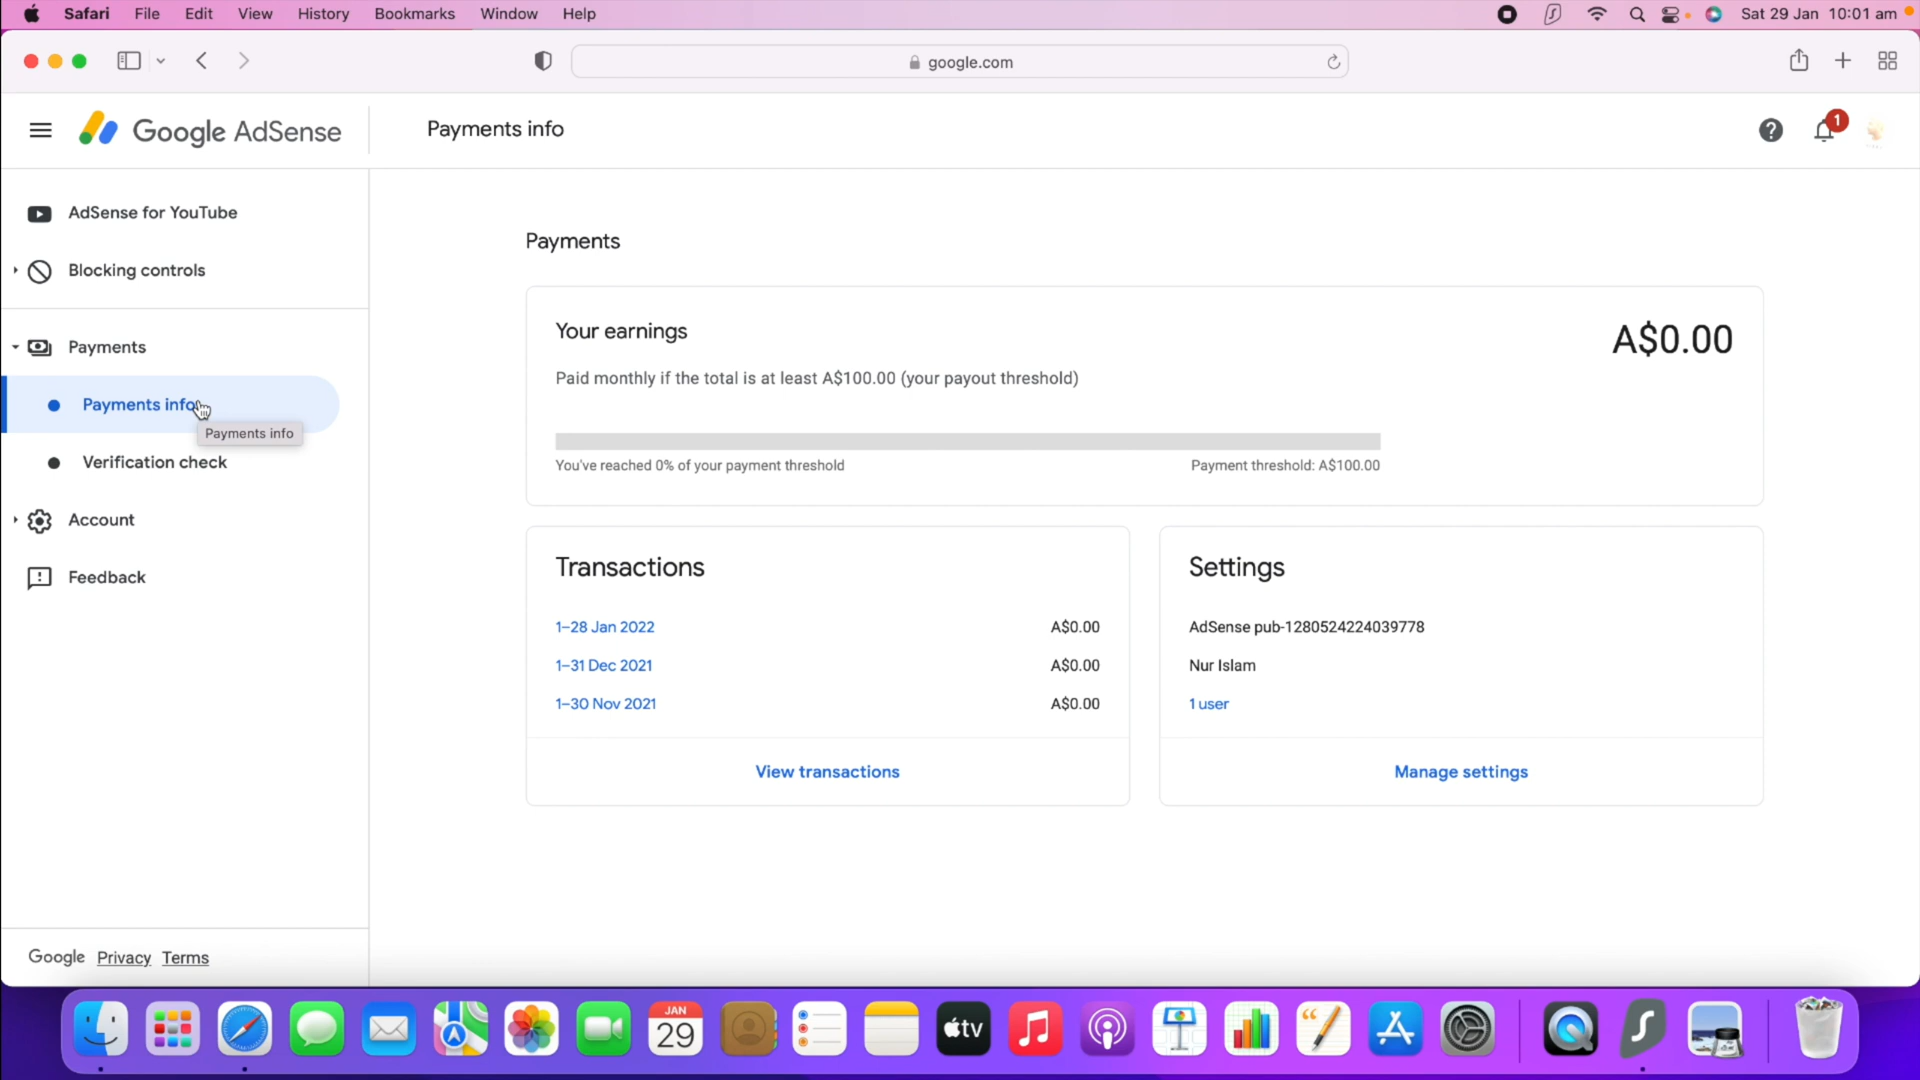 Safari File Edit View History Bookmarks Window Help Sat 29 Jan 10:01 am
google.com
Google AdSense
Payments info
1
AdSense for YouTube
Blocking controls
Payments
Payments info
Payments info
Verification check
Account
Feedback
Google Privacy Terms
Payments
Your earnings
A$0.00
Paid monthly if the total is at least A$100.00 (your payout threshold)
You've reached 0% of your payment threshold
Payment threshold: A$100.00
Transactions
1–28 Jan 2022 A$0.00
1–31 Dec 2021 A$0.00
1–30 Nov 2021 A$0.00
View transactions
Settings
AdSense pub-1280524224039778
Nur Islam
1 user
Manage settings
JAN
29
tv